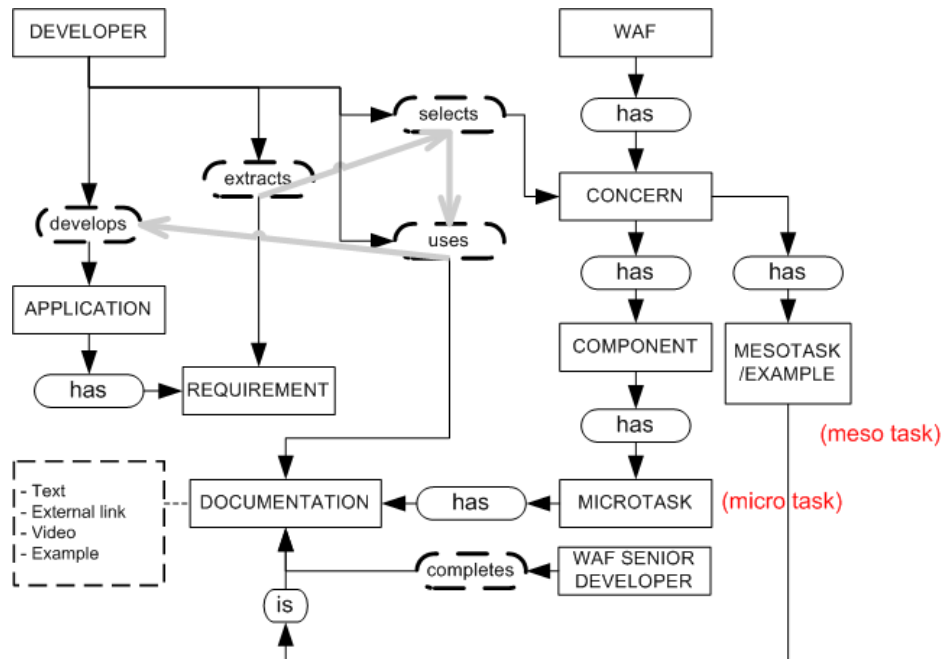 DEVELOPER
WAF
selects
has
extracts
CONCERN
develops
uses
has
has
APPLICATION
COMPONENT
MESOTASK
/EXAMPLE
has
REQUIREMENT
has
(meso task)
- Text
- External link
- Video
- Example
DOCUMENTATION
has
MICROTASK
(micro task)
completes
WAF SENIOR
DEVELOPER
is